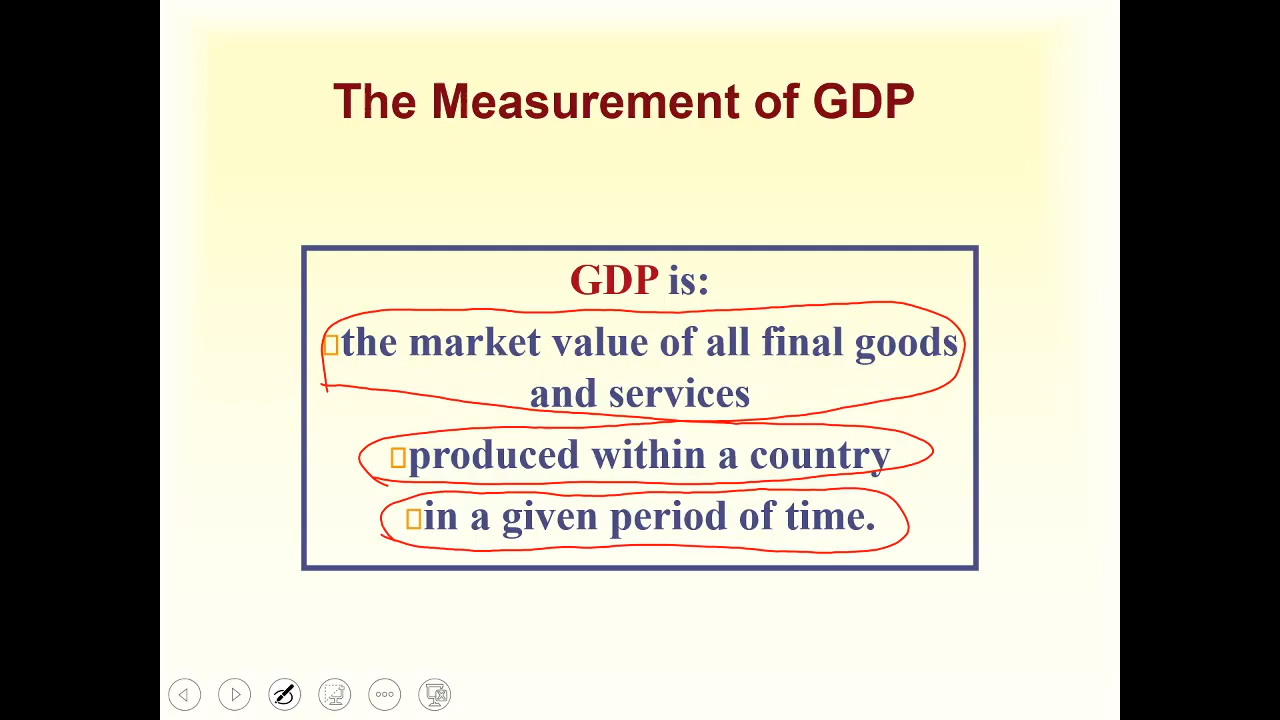 The Measurement of GDP
GDP is:
the market value of all final goods
and services
produced within a country
in a given period of time.